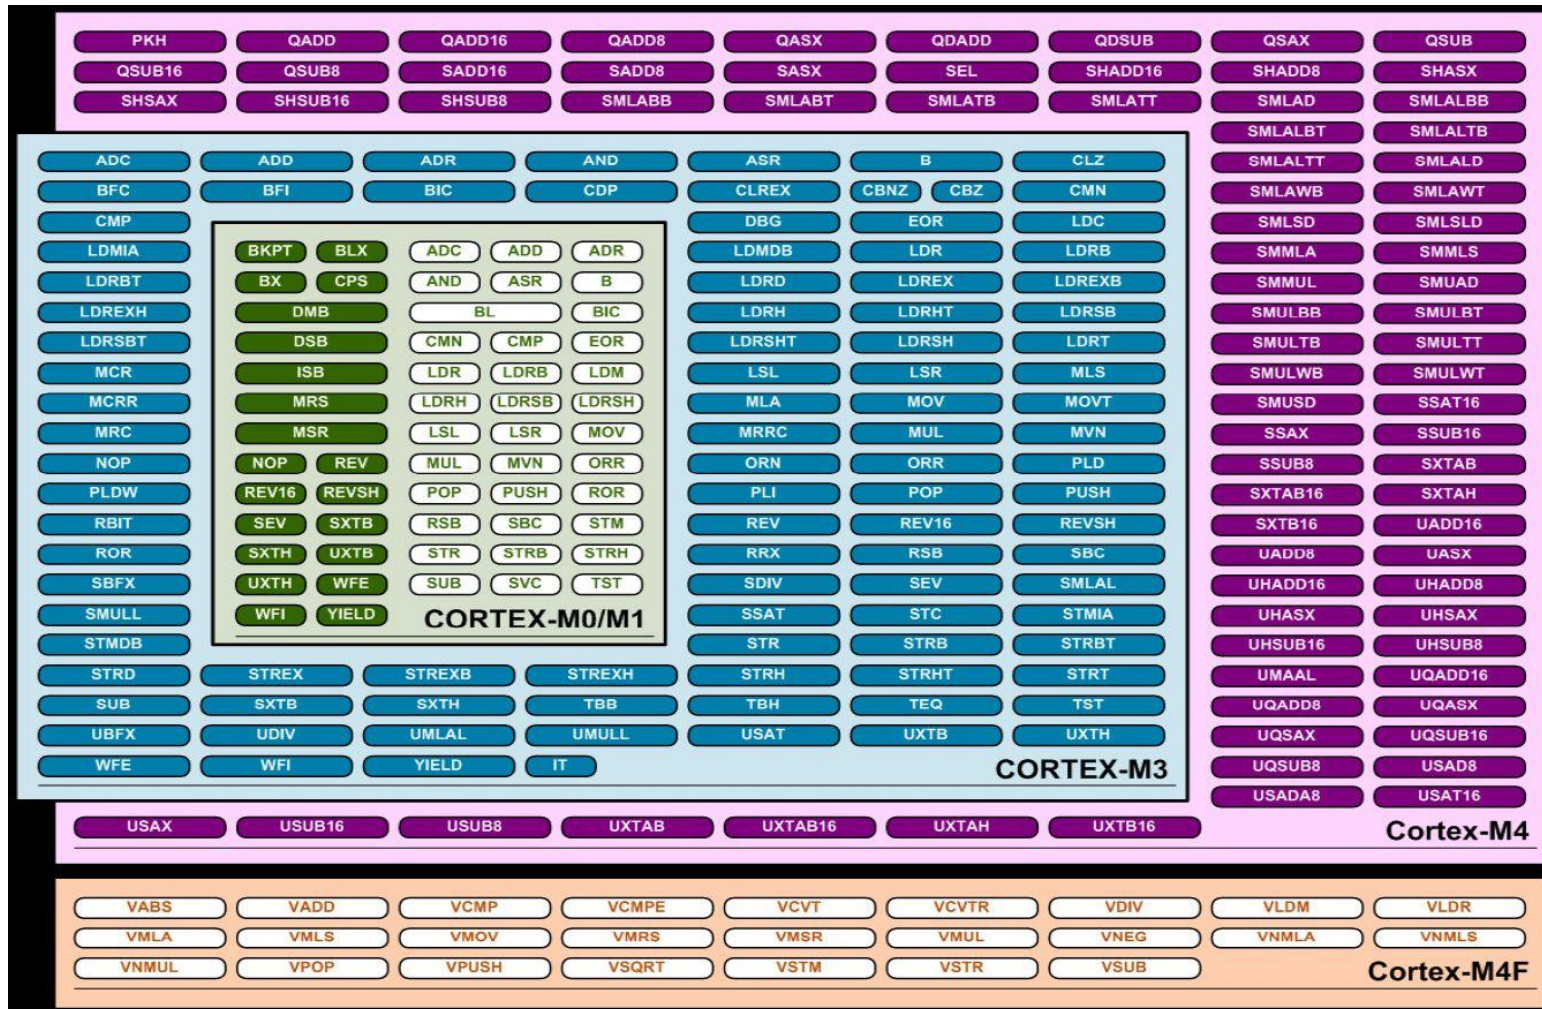 PKH QADD QADD16 QADD8 QASX QDADD QDSUB QSAX QSUB
QSUB16 QSUB8 SADD16 SADD8 SASX SEL SHADD16 SHADD8 SHASX
SHSAX SHSUB16 SHSUB8 SMLABB SMLABT SMLATB SMLATT SMLAD SMLALBB
SMLALBT SMLALTB
ADC ADD ADR AND ASR B CLZ SMLALTT SMLALD
BFC BFI BIC CDP CLREX CBNZ CBZ CMN SMLAWB SMLAWT
CMP DBG EOR LDC SMLSD SMLSLD
LDMIA BKPT BLX ADC ADD ADR LDMDB LDR LDRB SMMLA SMMLS
LDRBT BX CPS AND ASR B LDRD LDREX LDREXB SMMUL SMUAD
LDREXH DMB BL BIC LDRH LDRHT LDRSB SMULBB SMULBT
LDRSBT DSB CMN CMP EOR LDRSHT LDRSH LDRT SMULTB SMULTT
MCR ISB LDR LDRB LDM LSL LSR MLS SMULWB SMULWT
MCRR MRS LDRH LDRSB LDRSH MLA MOV MOVT SMUSD SSAT16
MRC MSR LSL LSR MOV MRRC MUL MVN SSAX SSUB16
NOP NOP REV MUL MVN ORR ORN ORR PLD SSUB8 SXTAB
PLDW REV16 REVSH POP PUSH ROR PLI POP PUSH SXTAB16 SXTAH
RBIT SEV SXTB RSB SBC STM REV REV16 REVSH SXTB16 UADD16
ROR SXTH UXTB STR STRB STRH RRX RSB SBC UADD8 UASX
SBFX UXTH WFE SUB SVC TST SDIV SEV SMLAL UHADD16 UHADD8
SMULL WFI YIELD CORTEX-M0/M1 SSAT STC STMIA UHASX UHSAX
STMDB STR STRB STRBT UHSUB16 UHSUB8
STRD STREX STREXB STREXH STRH STRHT STRT UMAAL UQADD16
SUB SXTB SXTH TBB TBH TEQ TST UQADD8 UQASX
UBFX UDIV UMLAL UMULL USAT UXTB UXTH UQSAX UQSUB16
WFE WFI YIELD IT CORTEX-M3 UQSUB8 USAD8
USADA8 USAT16
USAX USUB16 USUB8 UXTAB UXTAB16 UXTAH UXTB16 Cortex-M4
VABS VADD VCMP VCMPE VCVT VCVTR VDIV VLDM VLDR
VMLA VMLS VMOV VMRS VMSR VMUL VNEG VNMLA VNMLS
VNMUL VPOP VPUSH VSQRT VSTM VSTR VSUB Cortex-M4F